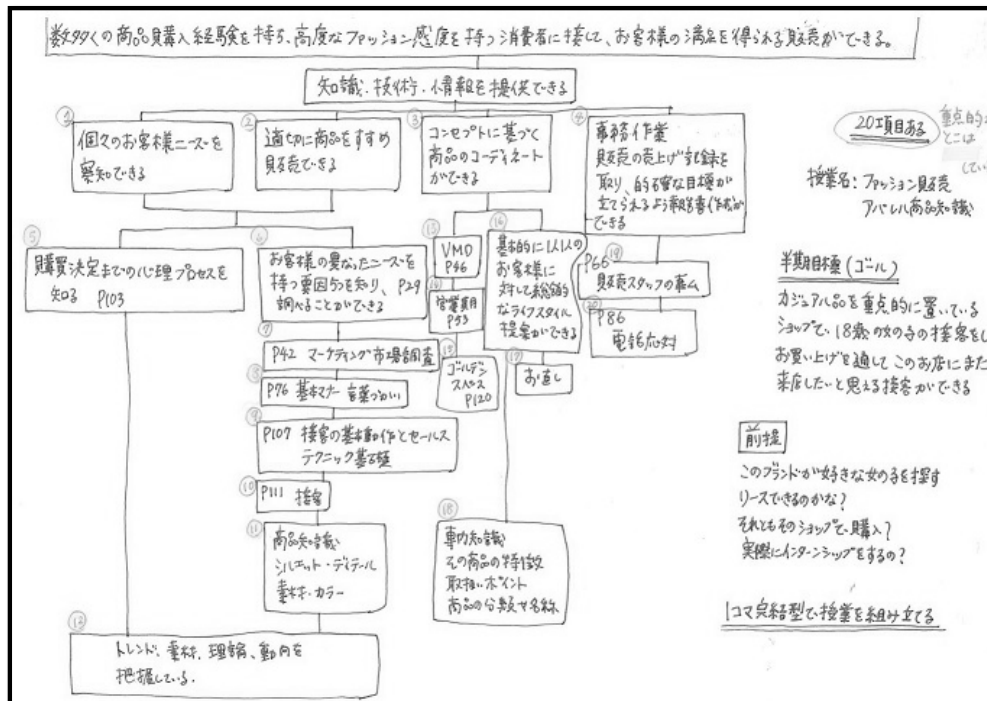 数多くの商品購入経験を持ち、高度なファッション感度を持つ消費者に接して、お客様の満足を得られる販売ができる。
知識、技術、情報を提供できる
①
個々のお客様ニーズを
察知できる
②
適切に商品をすすめ
販売できる
③
コンセプトに基づく
商品のコーディネート
ができる
④
事務作業
販売の売上げ記録を
取り、的確な目標が
立てられるよう報告書作成が
できる
⑤
購買決定までの心理プロセスを
知る P103
⑥
お客様の異なったニーズを
持つ要因5つを知り、P29
調べることができる
⑦
P42 マーケティング市場調査
⑧
P76 基本マナー 言葉づかい
⑨
P107 接客の基本動作とセールス
テクニック基礎
⑩
P111 接客
⑪
商品知識
シルエット・ディテール
素材・カラー
⑫
トレンド、素材、理論、動向を
把握している。
⑬
VMD
P46
⑭
営業費用
P53
⑮
ゴールデン
スペース
P120
⑯
基本的に1人1人の
お客様に
対して総合的
なライフスタイル
提案ができる
⑰
お直し
⑱
専門知識
その商品の特徴
取扱いポイント
商品の分類や名称
⑲
P66
販売スタッフの事ム
⑳
P86
電話応対
20項目ある
重点的
とこは
してい
授業名：ファッション販売
アパレル商品知識
半期目標（ゴール）
カジュアル品を重点的に置いている
ショップで、18歳の女の子の接客をし
お買い上げを通してこのお店にまた
来店したいと思える接客ができる
前提
このブランドが好きな女の子を探す
リースできるのかな？
それともそのショップで、購入？
実際にインターンシップをするの？
1コマ完結型で授業を組み立てる